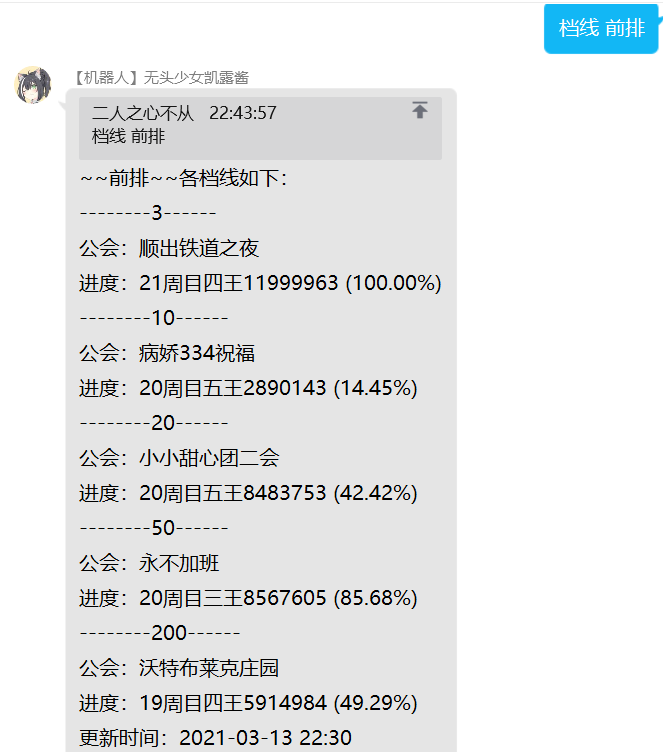 档线 前排
【机器人】无头少女凯露酱
二人之心不从 22:43:57
档线 前排
~~前排~~各档线如下：
--------3------
公会：顺出铁道之夜
进度：21周目四王11999963 (100.00%)
--------10------
公会：病娇334祝福
进度：20周目五王2890143 (14.45%)
--------20------
公会：小小甜心团二会
进度：20周目五王8483753 (42.42%)
--------50------
公会：永不加班
进度：20周目三王8567605 (85.68%)
--------200------
公会：沃特布莱克庄园
进度：19周目四王5914984 (49.29%)
更新时间：2021-03-13 22:30